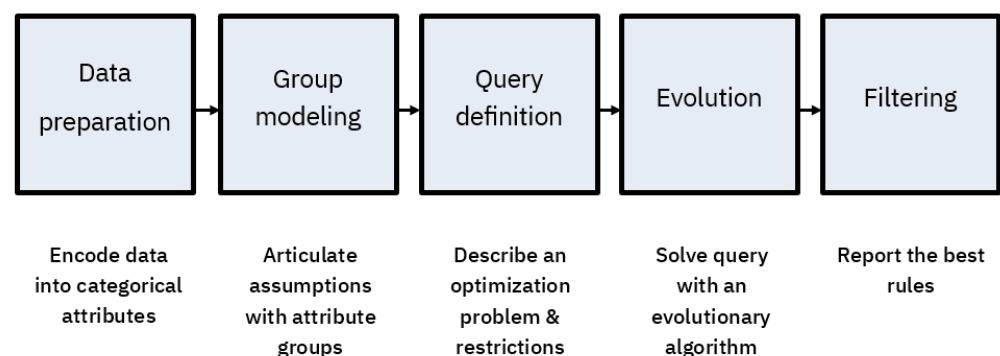 Data
preparation
Group
modeling
Query
definition
Evolution
Filtering
Encode data
into categorical
attributes
Articulate
assumptions
with attribute
groups
Describe an
optimization
problem &
restrictions
Solve query
with an
evolutionary
algorithm
Report the best
rules